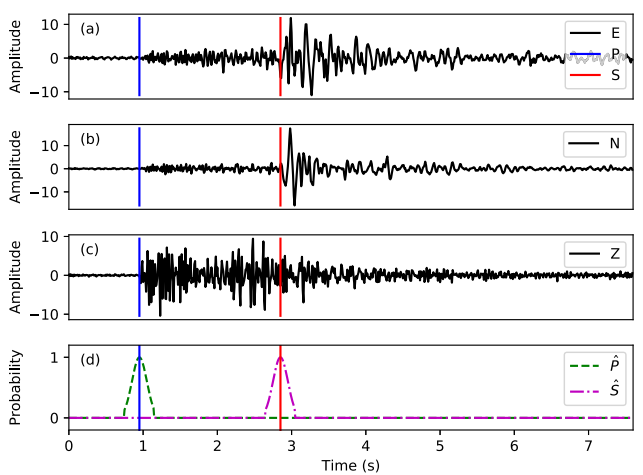 (a)
Amplitude
10
0
−10
E
P
S
(b)
Amplitude
10
0
−10
N
(c)
Amplitude
10
0
−10
Z
(d)
Probability
1
0
P̂
Ŝ
0 1 2 3 4 5 6 7
Time (s)